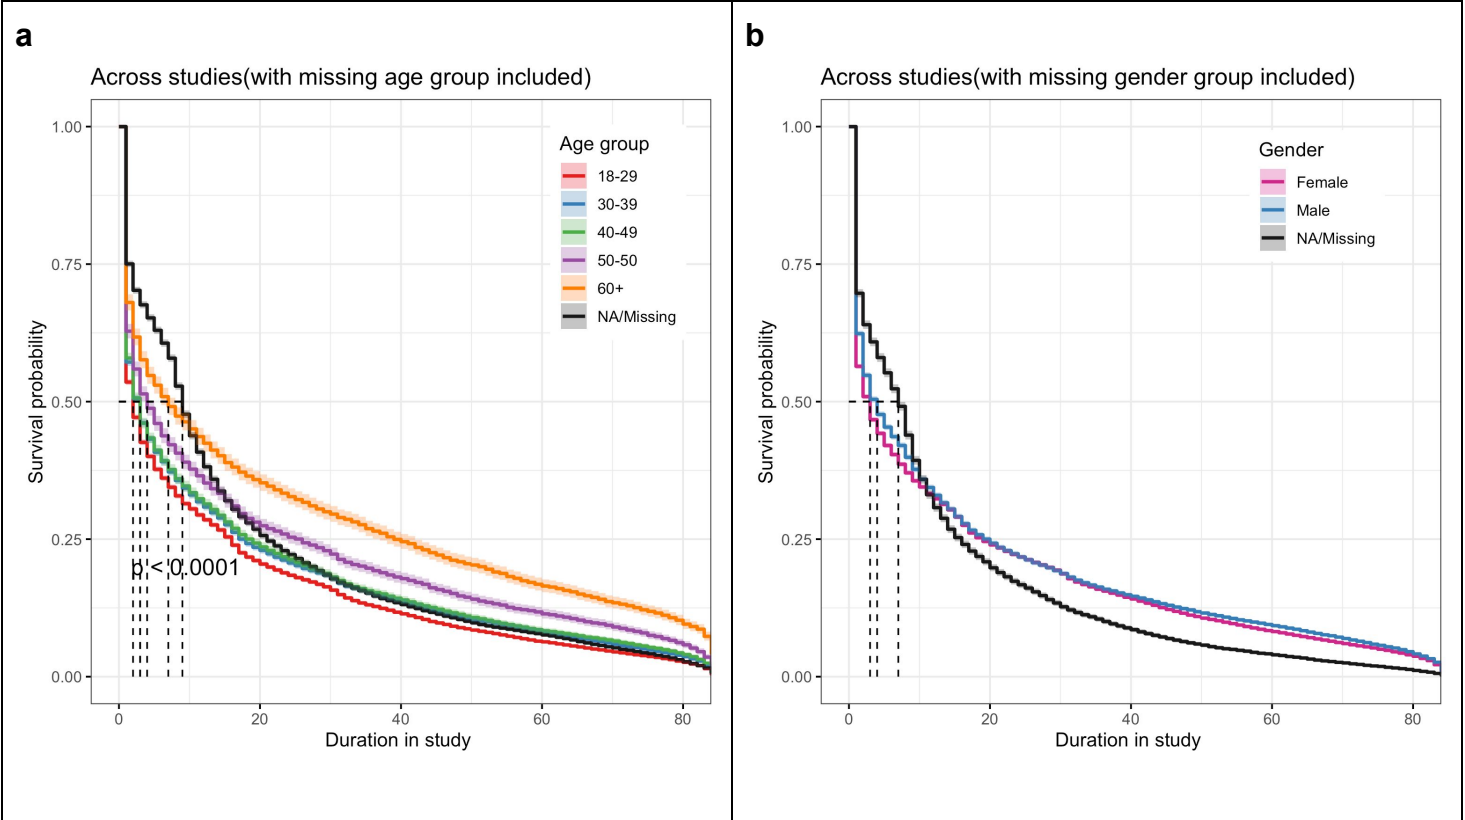 a
Across studies(with missing age group included)
Survival probability
1.00
0.75
0.50
0.25
0.00
Age group
18-29
30-39
40-49
50-50
60+
NA/Missing
p < 0.0001
0 20 40 60 80
Duration in study
b
Across studies(with missing gender group included)
Survival probability
1.00
0.75
0.50
0.25
0.00
Gender
Female
Male
NA/Missing
0 20 40 60 80
Duration in study